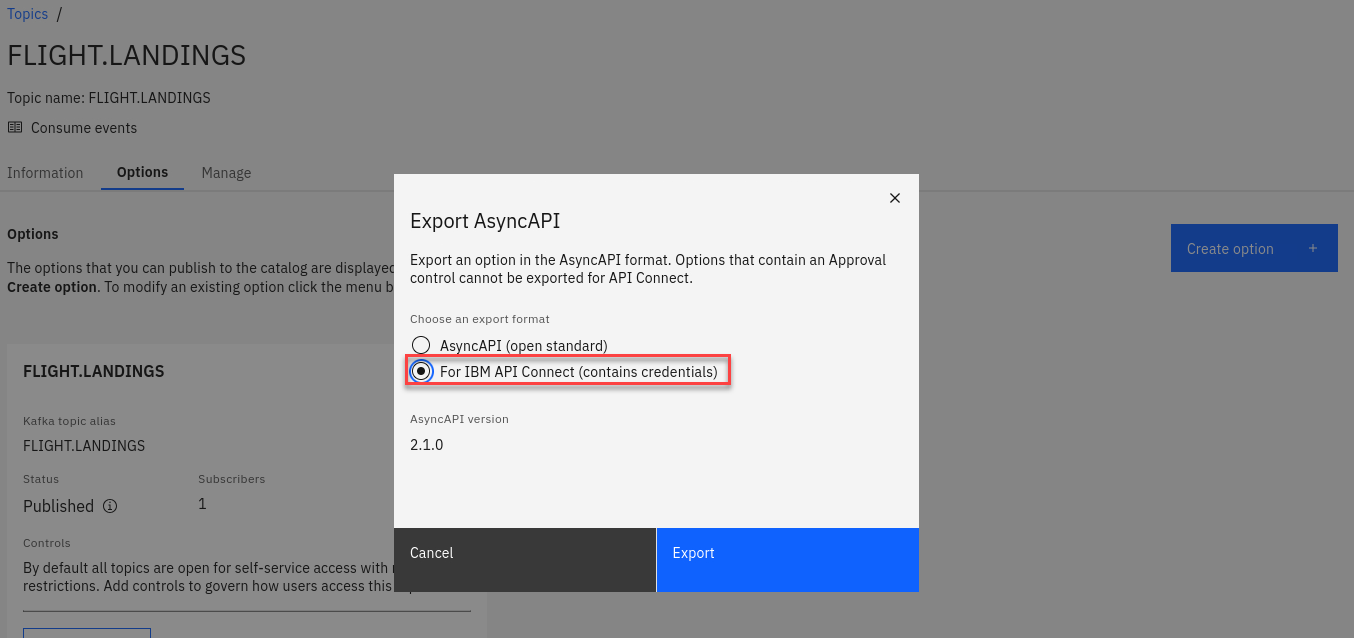 Topics /
FLIGHT.LANDINGS
Topic name: FLIGHT.LANDINGS
Consume events
Information Options Manage
Options
The options that you can publish to the catalog are displayed
Create option. To modify an existing option click the menu b
Create option +
FLIGHT.LANDINGS
Kafka topic alias
FLIGHT.LANDINGS
Status Subscribers
Published 1
Controls
By default all topics are open for self-service access with
restrictions. Add controls to govern how users access this
Export AsyncAPI
Export an option in the AsyncAPI format. Options that contain an Approval
control cannot be exported for API Connect.
Choose an export format
AsyncAPI (open standard)
For IBM API Connect (contains credentials)
AsyncAPI version
2.1.0
Cancel Export